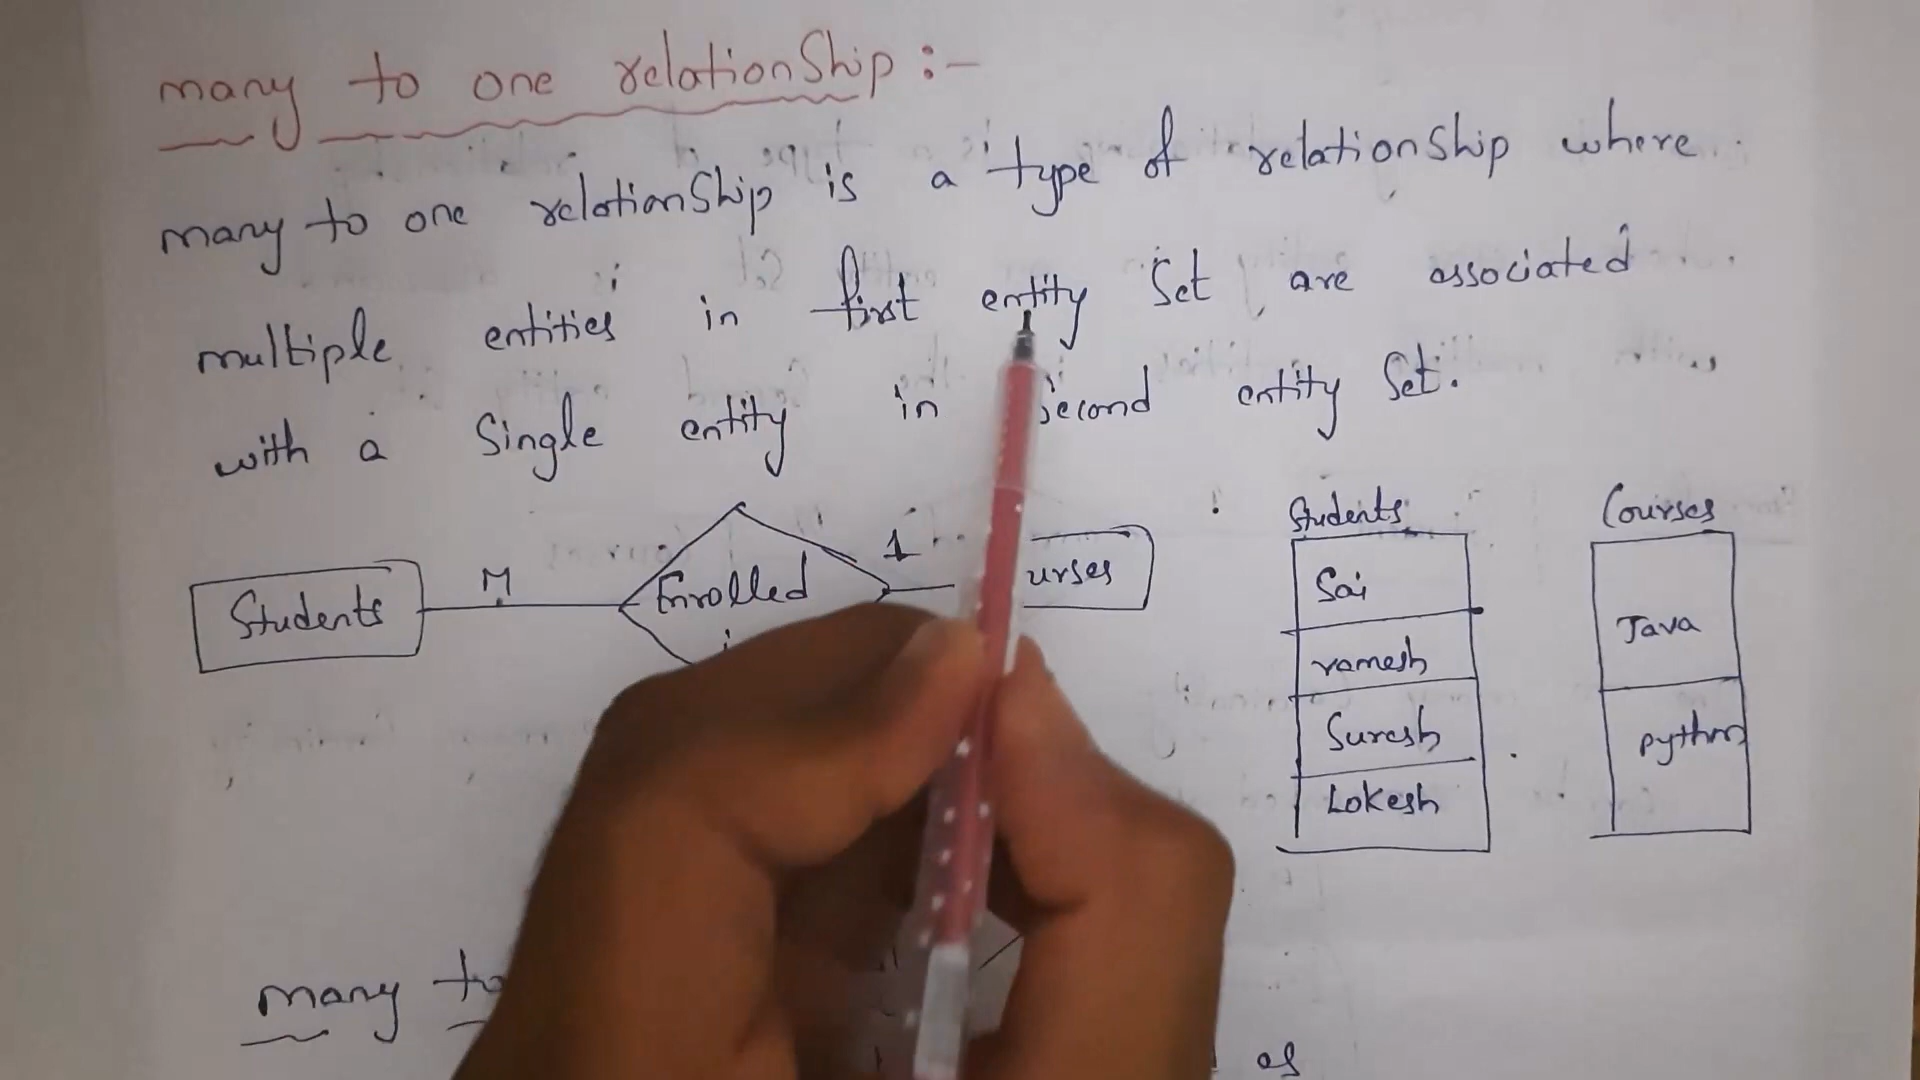 many to one relationShip :-
many to one relationShip is a type of relationShip where
multiple entities in first entity Set are associated
with a Single entity in second entity Set.
Students M Enrolled 1
Students
Sai
ramesh
Suresh
Lokesh
Courses
Java
python
many to
as